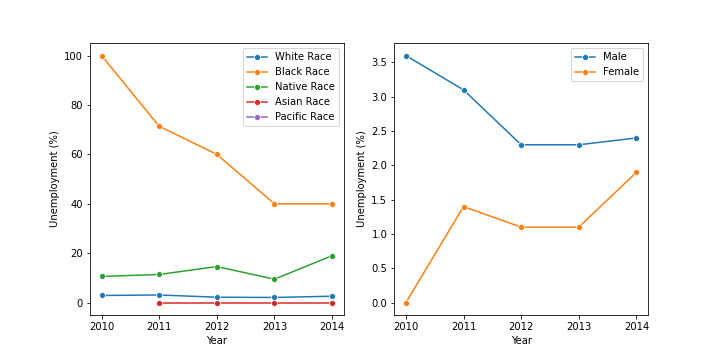 Unemployment (%)
100
80
60
40
20
0
White Race
Black Race
Native Race
Asian Race
Pacific Race
2010 2011 2012 2013 2014
Year
Unemployment (%)
3.5
3.0
2.5
2.0
1.5
1.0
0.5
0.0
Male
Female
2010 2011 2012 2013 2014
Year